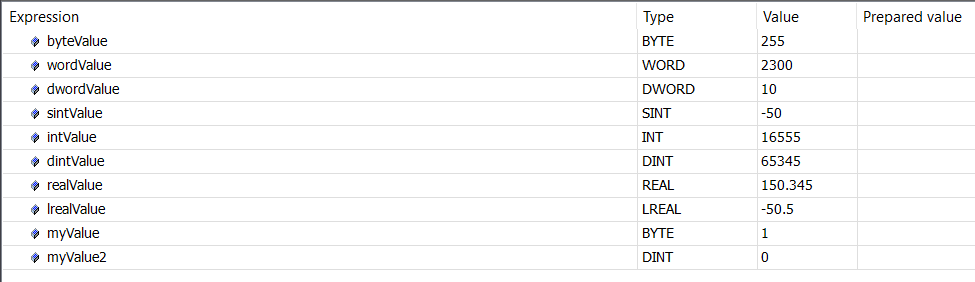 Expression Type Value Prepared value
byteValue BYTE 255
wordValue WORD 2300
dwordValue DWORD 10
sintValue SINT -50
intValue INT 16555
dintValue DINT 65345
realValue REAL 150.345
lrealValue LREAL -50.5
myValue BYTE 1
myValue2 DINT 0